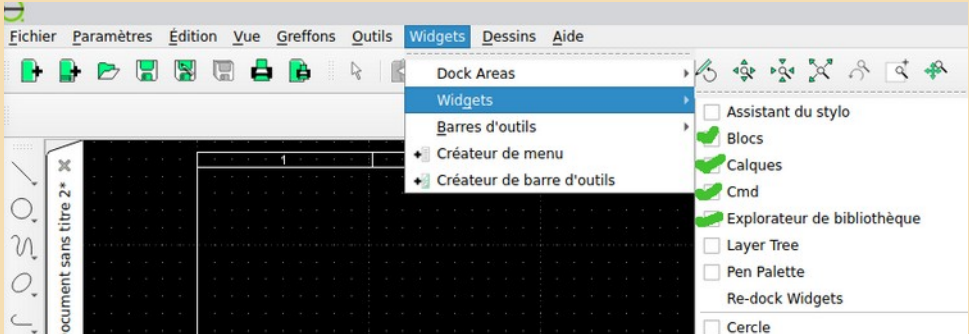 Fichier Paramètres Édition Vue Greffons Outils Widgets Dessins Aide
Dock Areas
Widgets
Barres d'outils
Créateur de menu
Créateur de barre d'outils
Assistant du stylo
Blocs
Calques
Cmd
Explorateur de bibliothèque
Layer Tree
Pen Palette
Re-dock Widgets
Cercle
1
ocument sans titre 2*